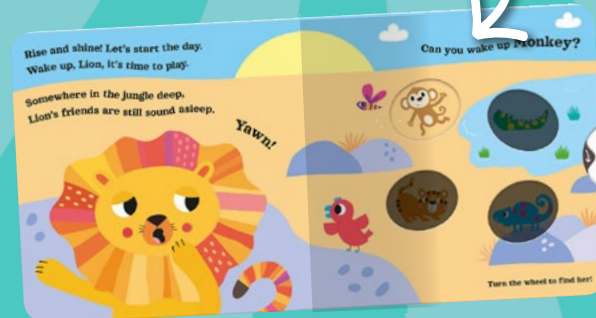 Rise and shine! Let's start the day.
Wake up, Lion, it's time to play.
Somewhere in the jungle deep,
Lion's friends are still sound asleep.
Yawn!
Can you wake up Monkey?
Turn the wheel to find her!